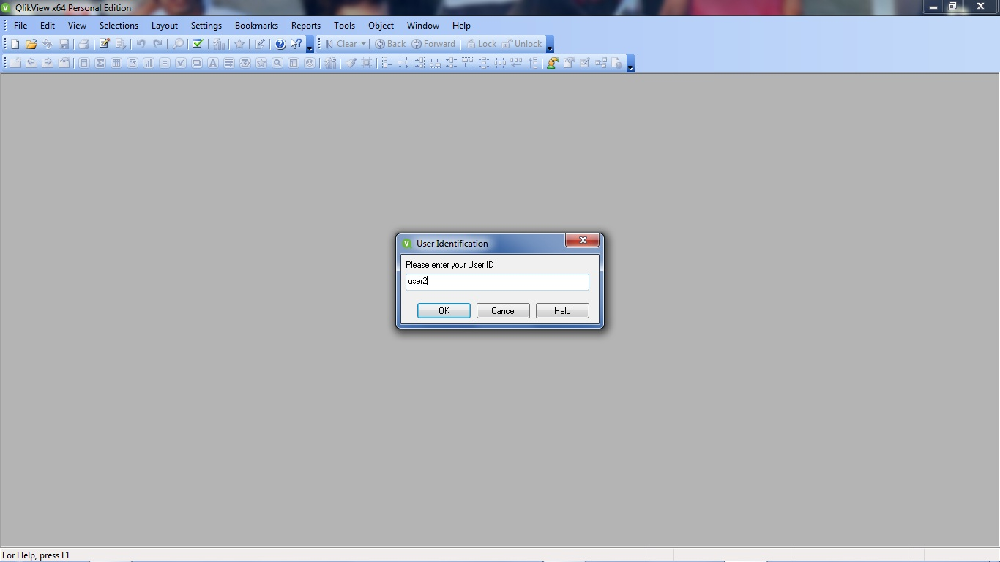 QlikView x64 Personal Edition
File Edit View Selections Layout Settings Bookmarks Reports Tools Object Window Help
Clear Back Forward Lock Unlock
User Identification
Please enter your User ID
user2
OK Cancel Help
For Help, press F1